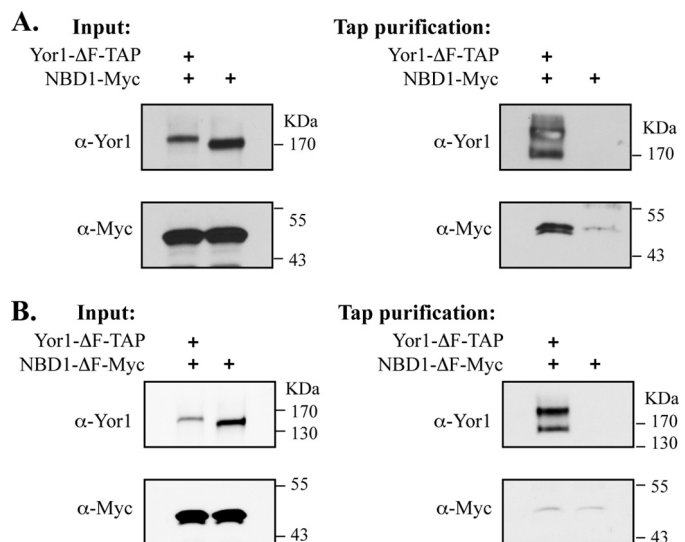 A.
Input: Tap purification:
Yor1-ΔF-TAP + Yor1-ΔF-TAP +
NBD1-Myc + + NBD1-Myc + +
KDa KDa
α-Yor1 – 170 α-Yor1 – 170
α-Myc – 55 – 43 α-Myc – 55 – 43
B.
Input: Tap purification:
Yor1-ΔF-TAP + Yor1-ΔF-TAP +
NBD1-ΔF-Myc + + NBD1-ΔF-Myc + +
KDa KDa
α-Yor1 – 170 – 130 α-Yor1 – 170 – 130
α-Myc – 55 – 43 α-Myc – 55 – 43